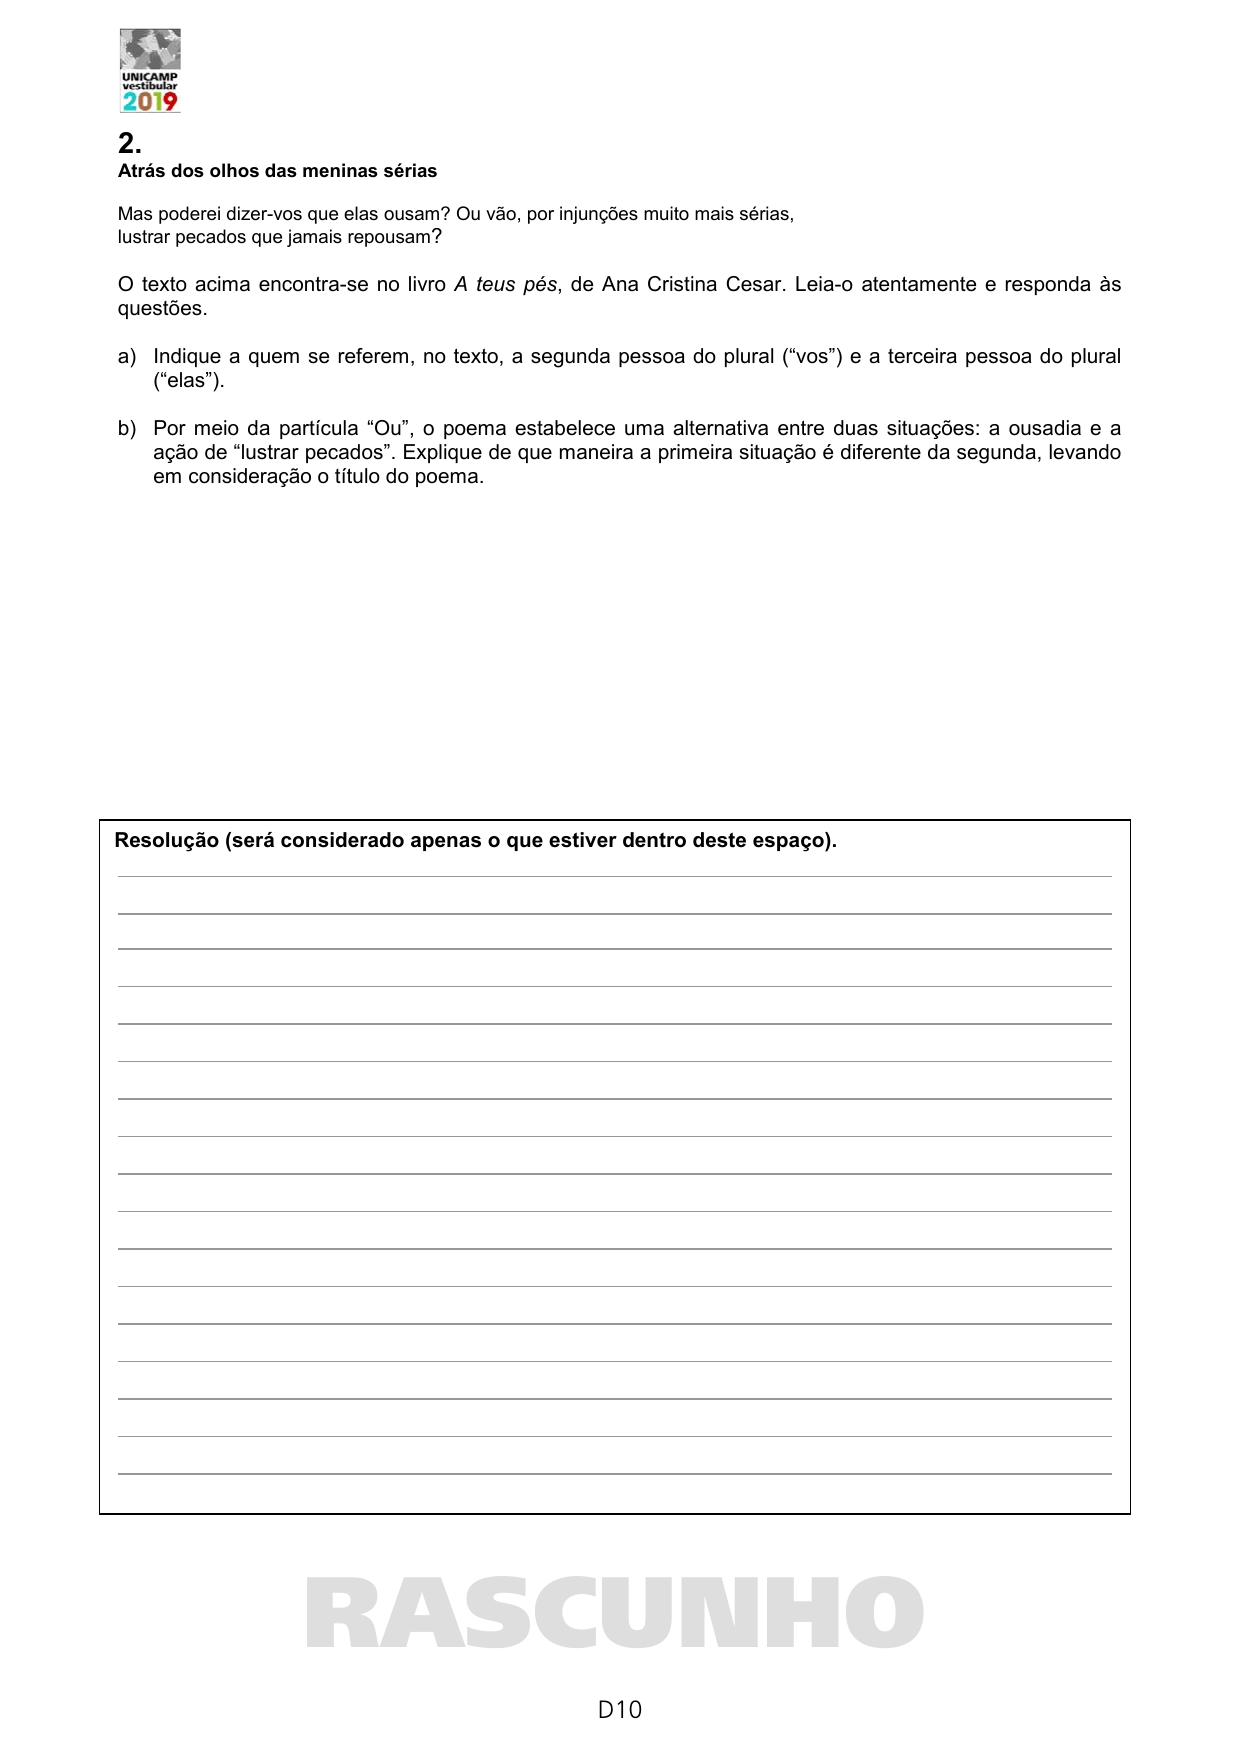 UNICAMP
vestibular
2019
2.
Atrás dos olhos das meninas sérias
Mas poderei dizer-vos que elas ousam? Ou vão, por injunções muito mais sérias,
lustrar pecados que jamais repousam?
O texto acima encontra-se no livro A teus pés, de Ana Cristina Cesar. Leia-o atentamente e responda às
questões.
a) Indique a quem se referem, no texto, a segunda pessoa do plural (“vos”) e a terceira pessoa do plural
(“elas”).
b) Por meio da partícula “Ou”, o poema estabelece uma alternativa entre duas situações: a ousadia e a
ação de “lustrar pecados”. Explique de que maneira a primeira situação é diferente da segunda, levando
em consideração o título do poema.
Resolução (será considerado apenas o que estiver dentro deste espaço).
RASCUNHO
D10